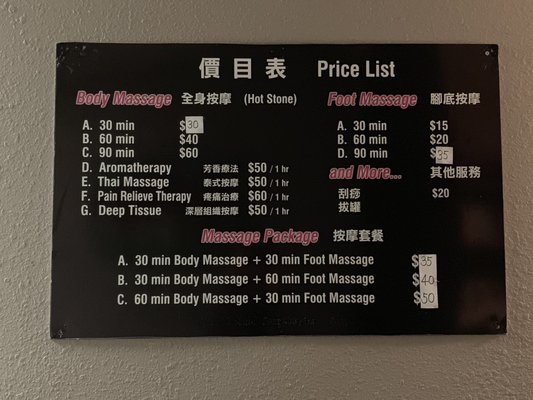 價目表 Price List
Body Massage 全身按摩 (Hot Stone)
A. 30 min $30
B. 60 min $40
C. 90 min $60
D. Aromatherapy 芳香療法 $50 / 1 hr
E. Thai Massage 泰式按摩 $50 / 1 hr
F. Pain Relieve Therapy 疼痛治療 $60 / 1 hr
G. Deep Tissue 深層組織按摩 $50 / 1 hr
Foot Massage 腳底按摩
A. 30 min $15
B. 60 min $20
D. 90 min $35
and More... 其他服務
刮痧 $20
拔罐
Massage Package 按摩套餐
A. 30 min Body Massage + 30 min Foot Massage $35
B. 30 min Body Massage + 60 min Foot Massage $40
C. 60 min Body Massage + 30 min Foot Massage $50